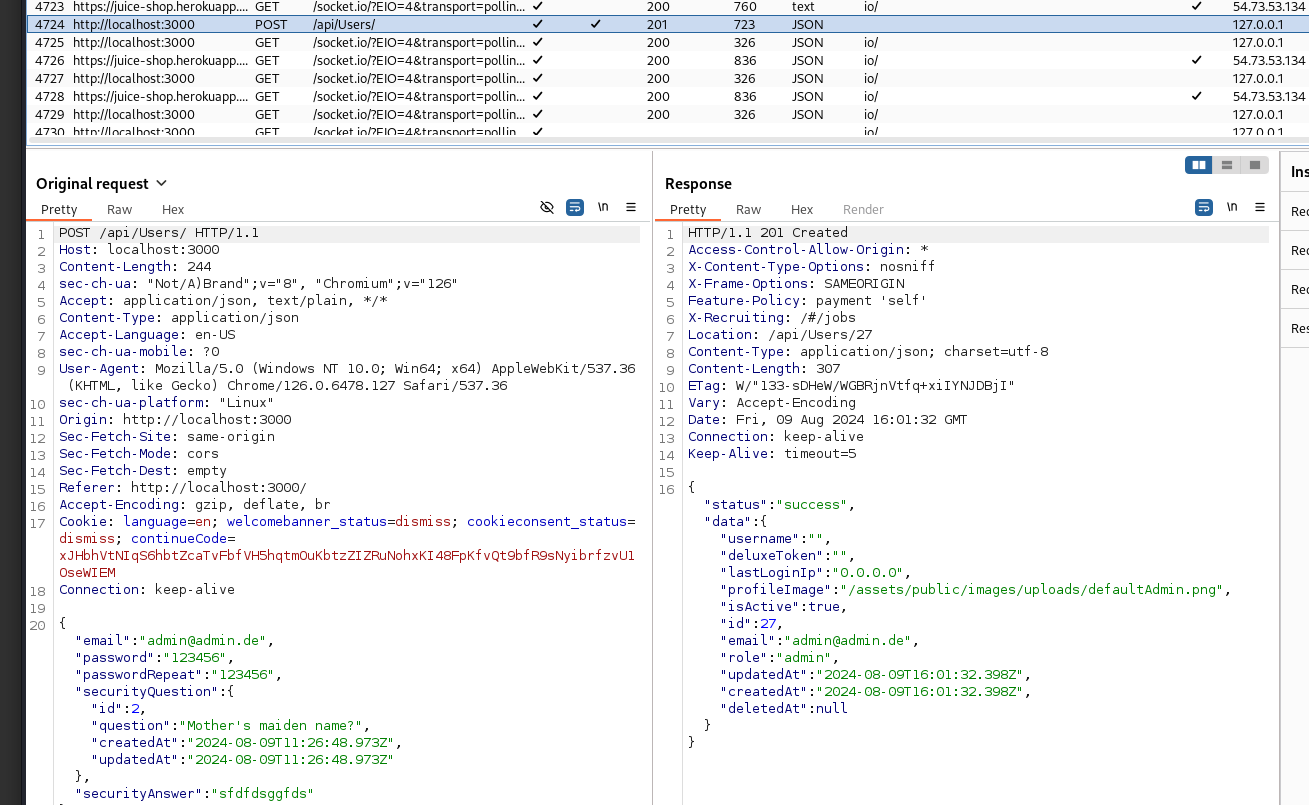 4723 https://juice-shop.herokuapp.... GET /socket.io/?EIO=4&transport=pollin... ✓ 200 760 text io/ ✓ 54.73.53.134
4724 http://localhost:3000 POST /api/Users/ ✓ 201 723 JSON 127.0.0.1
4725 http://localhost:3000 GET /socket.io/?EIO=4&transport=pollin... ✓ 200 326 JSON io/ 127.0.0.1
4726 https://juice-shop.herokuapp.... GET /socket.io/?EIO=4&transport=pollin... ✓ 200 836 JSON io/ ✓ 54.73.53.134
4727 http://localhost:3000 GET /socket.io/?EIO=4&transport=pollin... ✓ 200 326 JSON io/ 127.0.0.1
4728 https://juice-shop.herokuapp.... GET /socket.io/?EIO=4&transport=pollin... ✓ 200 836 JSON io/ ✓ 54.73.53.134
4729 http://localhost:3000 GET /socket.io/?EIO=4&transport=pollin... ✓ 200 326 JSON io/ 127.0.0.1
4730 http://localhost:3000 GET /socket.io/?EIO=4&transport=pollin ✓ io/ 127.0.0.1
Original request
Pretty Raw Hex
\n
1 POST /api/Users/ HTTP/1.1
2 Host: localhost:3000
3 Content-Length: 244
4 sec-ch-ua: "Not/A)Brand";v="8", "Chromium";v="126"
5 Accept: application/json, text/plain, */*
6 Content-Type: application/json
7 Accept-Language: en-US
8 sec-ch-ua-mobile: ?0
9 User-Agent: Mozilla/5.0 (Windows NT 10.0; Win64; x64) AppleWebKit/537.36
(KHTML, like Gecko) Chrome/126.0.6478.127 Safari/537.36
10 sec-ch-ua-platform: "Linux"
11 Origin: http://localhost:3000
12 Sec-Fetch-Site: same-origin
13 Sec-Fetch-Mode: cors
14 Sec-Fetch-Dest: empty
15 Referer: http://localhost:3000/
16 Accept-Encoding: gzip, deflate, br
17 Cookie: language=en; welcomebanner_status=dismiss; cookieconsent_status=
dismiss; continueCode=
xJHbhVtNIqS6hbtZcaTvFbfVH5hqtmOuKbtzZIZRuNohxKI48FpKfvQt9bfR9sNyibrfzvU1
OseWIEM
18 Connection: keep-alive
19
20 {
"email":"admin@admin.de",
"password":"123456",
"passwordRepeat":"123456",
"securityQuestion":{
"id":2,
"question":"Mother's maiden name?",
"createdAt":"2024-08-09T11:26:48.973Z",
"updatedAt":"2024-08-09T11:26:48.973Z"
},
"securityAnswer":"sfdfdsggfds"
Response
Pretty Raw Hex Render
\n
1 HTTP/1.1 201 Created
2 Access-Control-Allow-Origin: *
3 X-Content-Type-Options: nosniff
4 X-Frame-Options: SAMEORIGIN
5 Feature-Policy: payment 'self'
6 X-Recruiting: /#/jobs
7 Location: /api/Users/27
8 Content-Type: application/json; charset=utf-8
9 Content-Length: 307
10 ETag: W/"133-sDHeW/WGBRjnVtfq+xiIYNJDBjI"
11 Vary: Accept-Encoding
12 Date: Fri, 09 Aug 2024 16:01:32 GMT
13 Connection: keep-alive
14 Keep-Alive: timeout=5
15
16 {
"status":"success",
"data":{
"username":"",
"deluxeToken":"",
"lastLoginIp":"0.0.0.0",
"profileImage":"/assets/public/images/uploads/defaultAdmin.png",
"isActive":true,
"id":27,
"email":"admin@admin.de",
"role":"admin",
"updatedAt":"2024-08-09T16:01:32.398Z",
"createdAt":"2024-08-09T16:01:32.398Z",
"deletedAt":null
}
}
Ins
Rec
Rec
Rec
Res